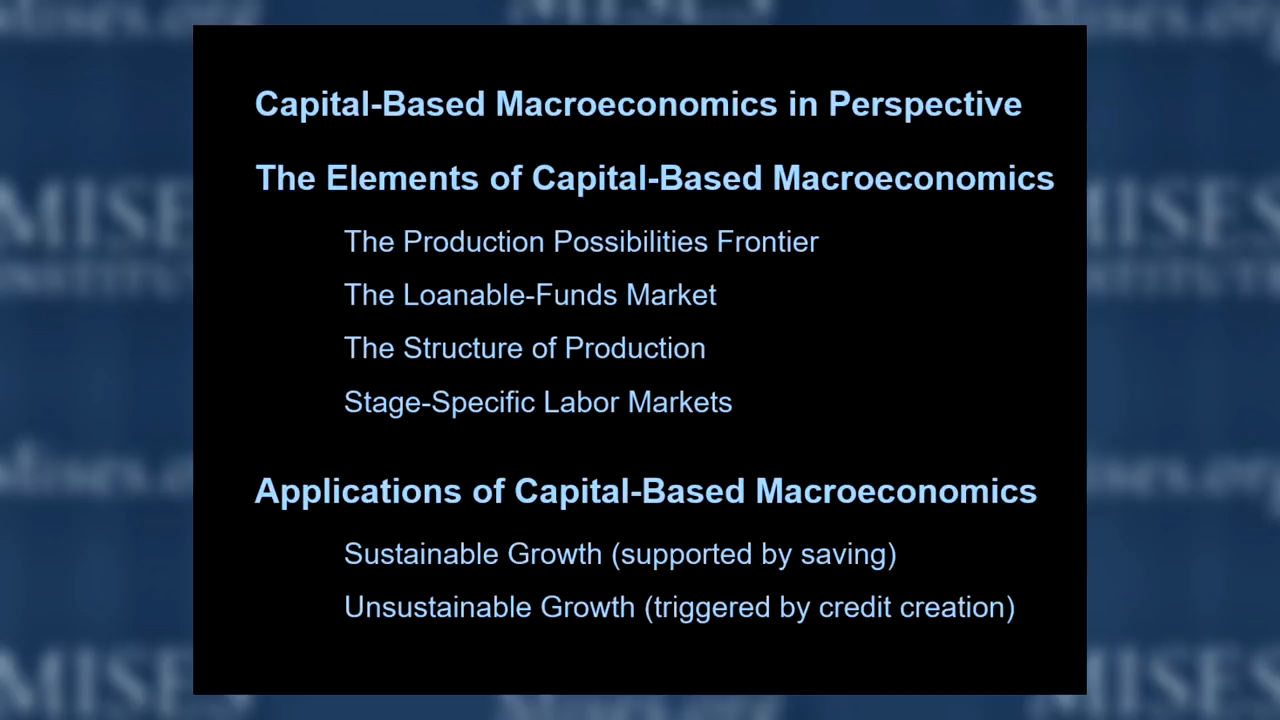 Capital-Based Macroeconomics in Perspective
The Elements of Capital-Based Macroeconomics
The Production Possibilities Frontier
The Loanable-Funds Market
The Structure of Production
Stage-Specific Labor Markets
Applications of Capital-Based Macroeconomics
Sustainable Growth (supported by saving)
Unsustainable Growth (triggered by credit creation)